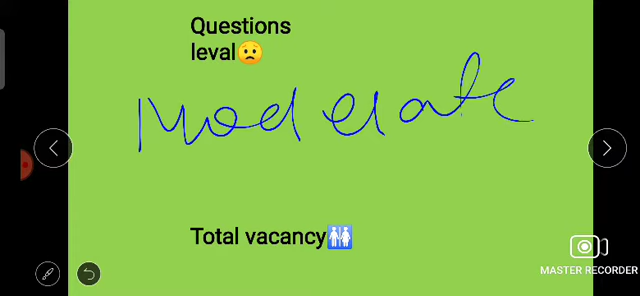 Questions
leval😟
Moderate
Total vacancy🚻
MASTER RECORDER